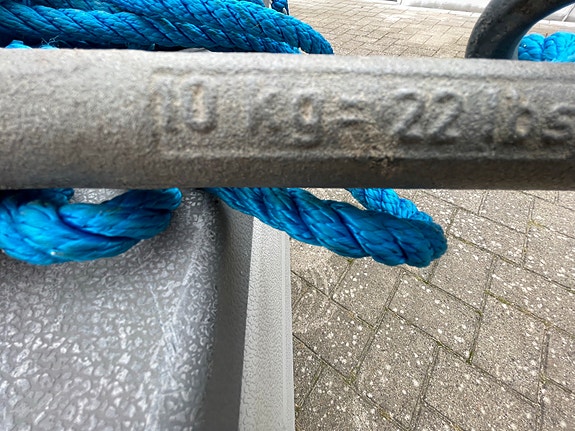 10 kg = 22 lbs